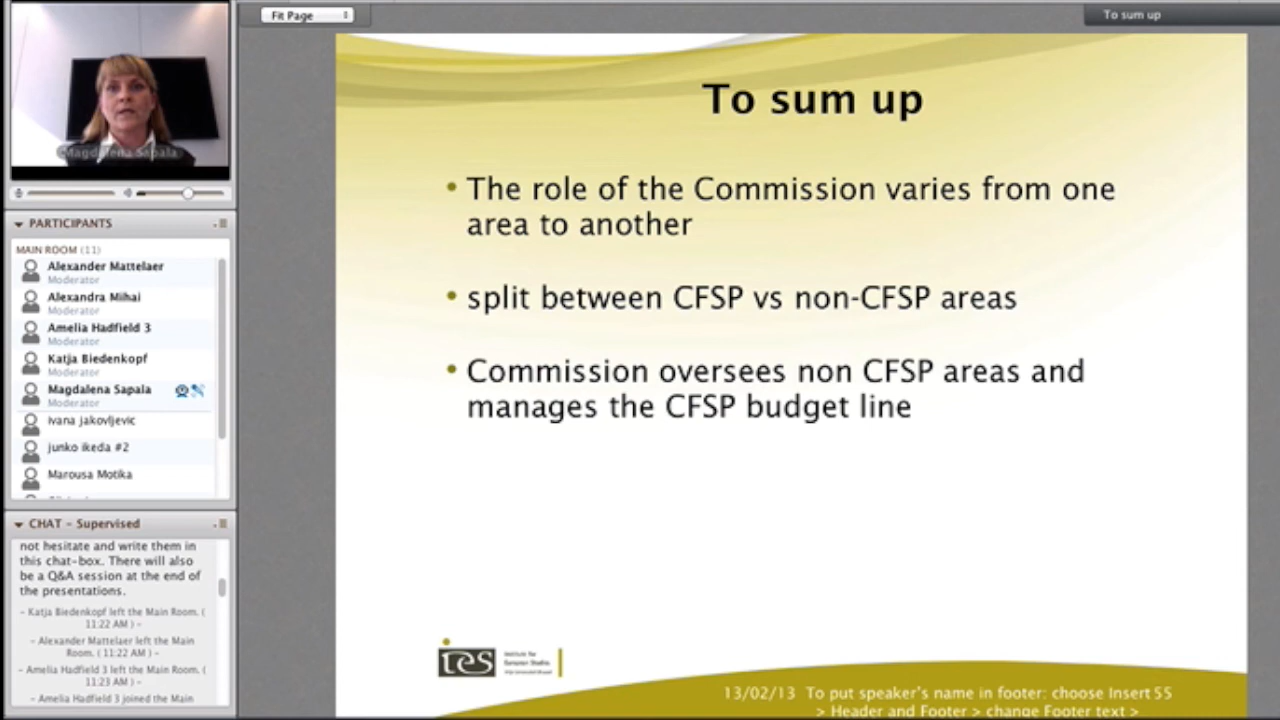 Fit Page
To sum up
Magdalena Sapala
PARTICIPANTS
MAIN ROOM (11)
Alexander Mattelaer
Moderator
Alexandra Mihai
Moderator
Amelia Hadfield 3
Moderator
Katja Biedenkopf
Moderator
Magdalena Sapala
Moderator
ivana jakovljevic
junko ikeda #2
Marousa Motika
CHAT - Supervised
not hesitate and write them in
this chat-box. There will also
be a Q&A session at the end of
the presentations.
- Katja Biedenkopf left the Main Room. (
11:22 AM ) -
- Alexander Mattelaer left the Main
Room. ( 11:22 AM ) -
- Amelia Hadfield 3 left the Main Room. (
11:23 AM ) -
- Amelia Hadfield 3 joined the Main
To sum up
• The role of the Commission varies from one
area to another
• split between CFSP vs non-CFSP areas
• Commission oversees non CFSP areas and
manages the CFSP budget line
ies
Institute for
European Studies
13/02/13 To put speaker's name in footer: choose Insert 55
> Header and Footer > change Footer text >